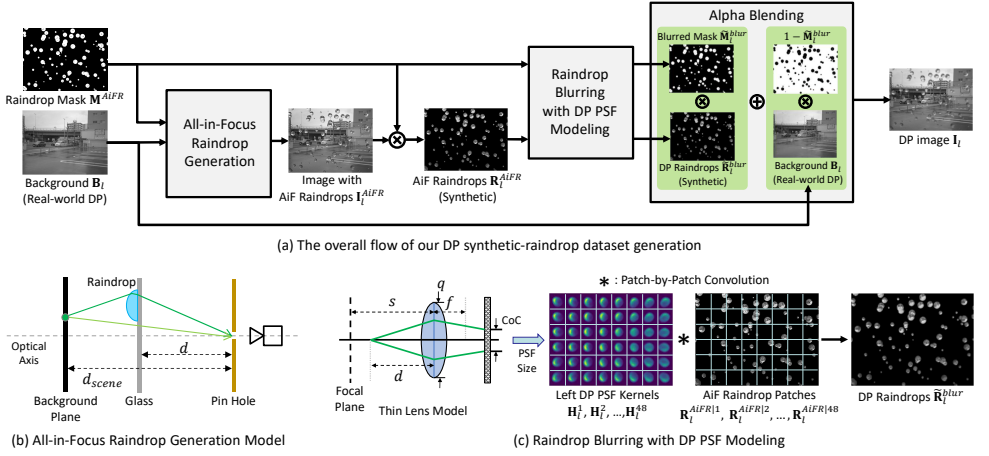 Alpha Blending
Blurred Mask M̃_l^{blur}
1 − M̃_l^{blur}
Raindrop Mask M^{AiFR}
All-in-Focus
Raindrop
Generation
Raindrop
Blurring
with DP PSF
Modeling
⊗
⊗
⊕
⊗
Background B_l
(Real-world DP)
Image with
AiF Raindrops I_l^{AiFR}
AiF Raindrops R_l^{AiFR}
(Synthetic)
DP Raindrops R̃_l^{blur}
(Synthetic)
Background B_l
(Real-world DP)
DP image I_l
(a) The overall flow of our DP synthetic-raindrop dataset generation
Raindrop
Optical
Axis
d
d_{scene}
Background
Plane
Glass
Pin Hole
(b) All-in-Focus Raindrop Generation Model
q
s
f
CoC
d
Focal
Plane
Thin Lens Model
PSF
Size
* : Patch-by-Patch Convolution
*
Left DP PSF Kernels
H_l^1, H_l^2, ...,H_l^{48}
AiF Raindrop Patches
R_l^{AiFR|1}, R_l^{AiFR|2}, ..., R_l^{AiFR|48}
DP Raindrops R̃_l^{blur}
(c) Raindrop Blurring with DP PSF Modeling